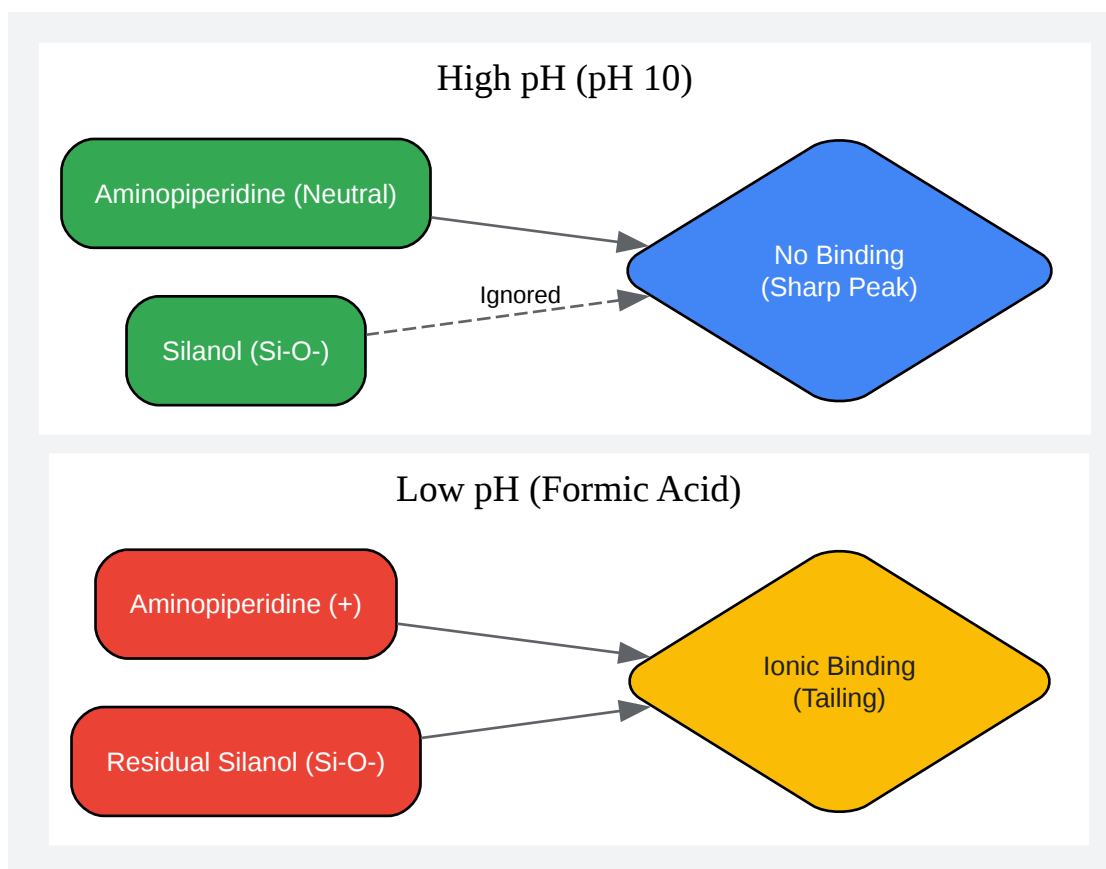 High pH (pH 10)
Aminopiperidine (Neutral)
No Binding
(Sharp Peak)
Ignored
Silanol (Si-O-)
Low pH (Formic Acid)
Aminopiperidine (+)
Ionic Binding
(Tailing)
Residual Silanol (Si-O-)